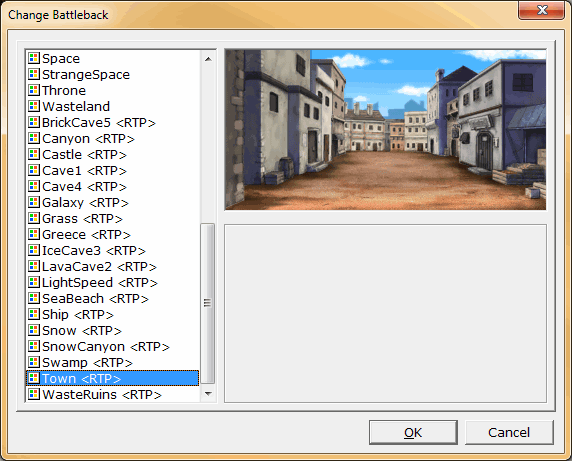 Change Battleback
Space
StrangeSpace
Throne
Wasteland
BrickCave5 <RTP>
Canyon <RTP>
Castle <RTP>
Cave1 <RTP>
Cave4 <RTP>
Galaxy <RTP>
Grass <RTP>
Greece <RTP>
IceCave3 <RTP>
LavaCave2 <RTP>
LightSpeed <RTP>
SeaBeach <RTP>
Ship <RTP>
Snow <RTP>
SnowCanyon <RTP>
Swamp <RTP>
Town <RTP>
WasteRuins <RTP>
OK
Cancel